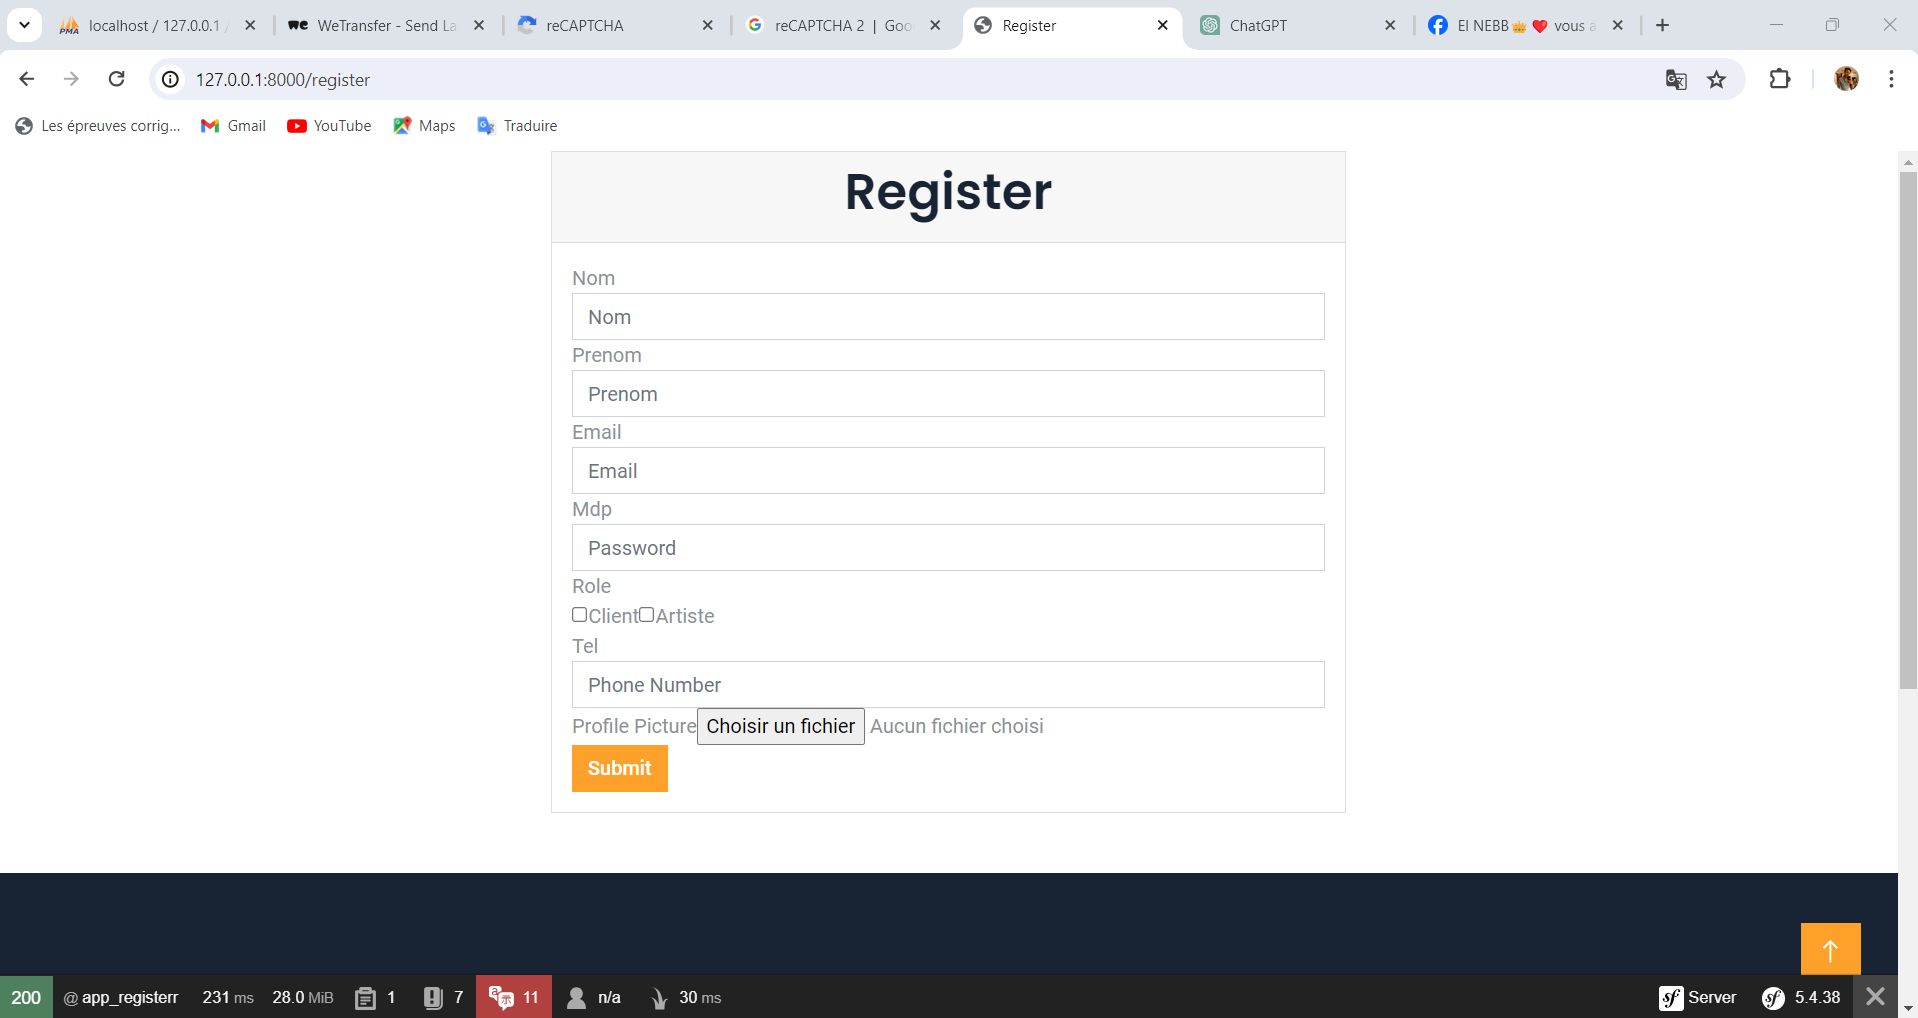 localhost / 127.0.0.1 /
WeTransfer - Send La
reCAPTCHA
reCAPTCHA 2 | Goo
Register
ChatGPT
El NEBB👑❤️ vous a
127.0.0.1:8000/register
Les épreuves corrig...
Gmail
YouTube
Maps
Traduire
Register
Nom
Nom
Prenom
Prenom
Email
Email
Mdp
Password
Role
Client Artiste
Tel
Phone Number
Profile Picture Choisir un fichier Aucun fichier choisi
Submit
200 @ app_registerr 231 ms 28.0 MiB 1 7 11 n/a 30 ms Server 5.4.38